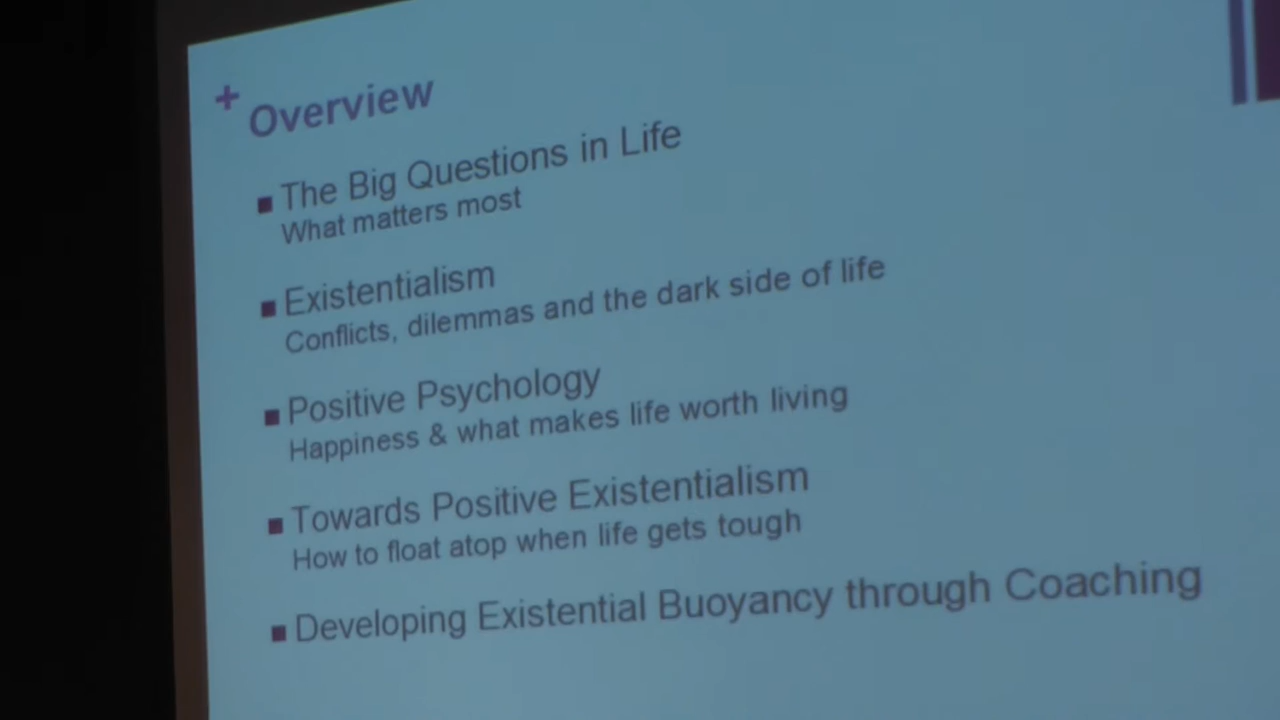 + Overview
■ The Big Questions in Life
What matters most
■ Existentialism
Conflicts, dilemmas and the dark side of life
■ Positive Psychology
Happiness & what makes life worth living
■ Towards Positive Existentialism
How to float atop when life gets tough
■ Developing Existential Buoyancy through Coaching